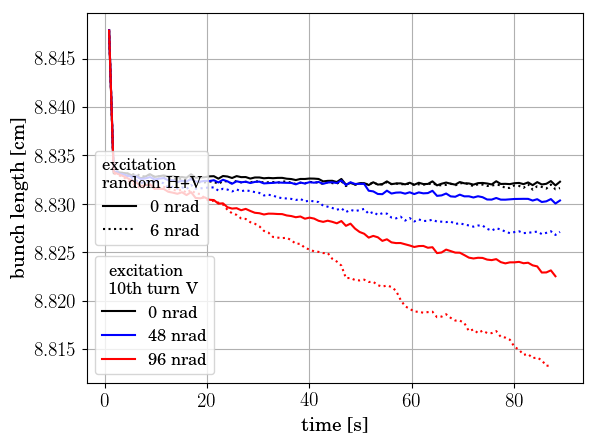 bunch length [cm]
8.845
8.840
8.835
8.830
8.825
8.820
8.815
excitation
random H+V
0 nrad
6 nrad
excitation
10th turn V
0 nrad
48 nrad
96 nrad
0
20
40
60
80
time [s]